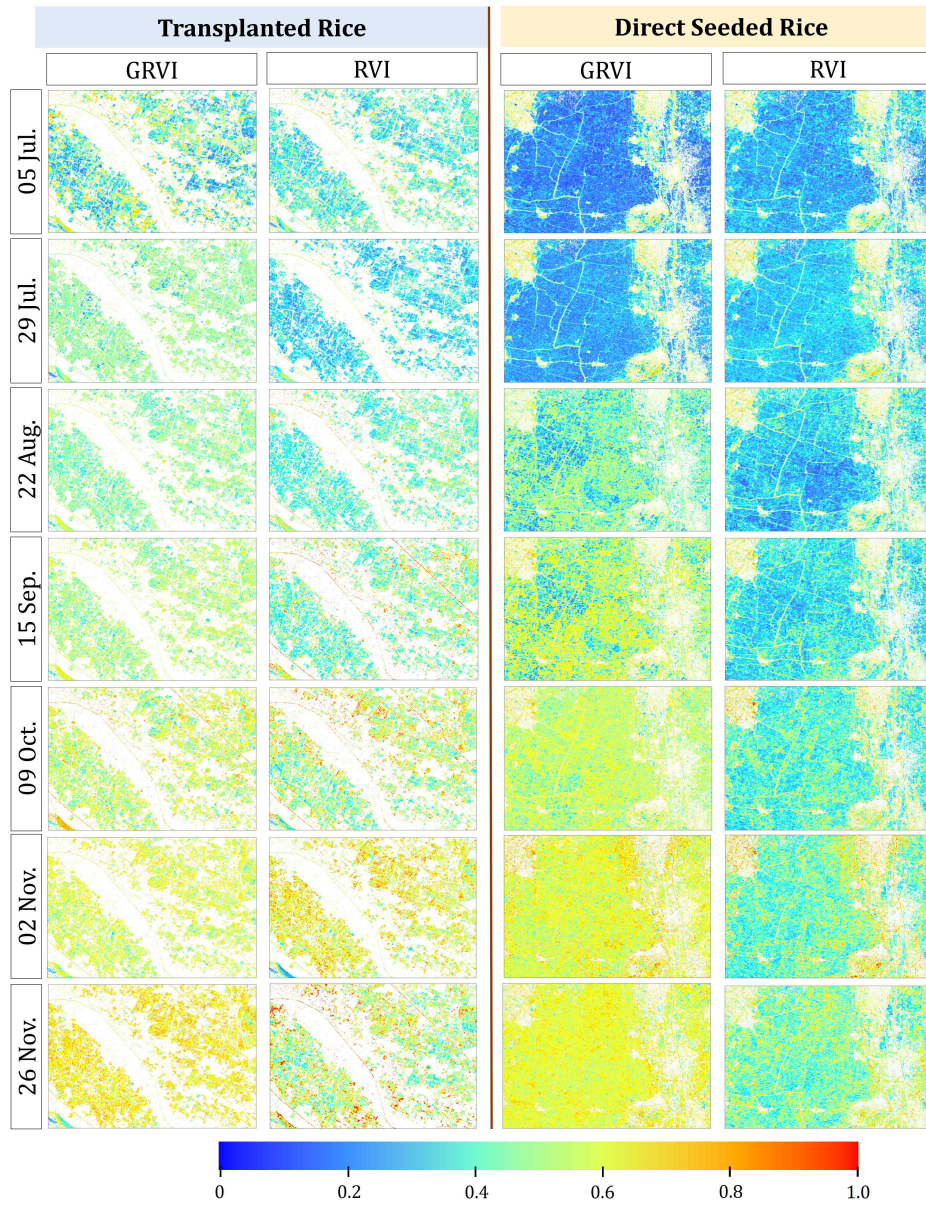 Transplanted Rice
Direct Seeded Rice
GRVI
RVI
GRVI
RVI
05 Jul.
29 Jul.
22 Aug.
15 Sep.
09 Oct.
02 Nov.
26 Nov.
0
0.2
0.4
0.6
0.8
1.0